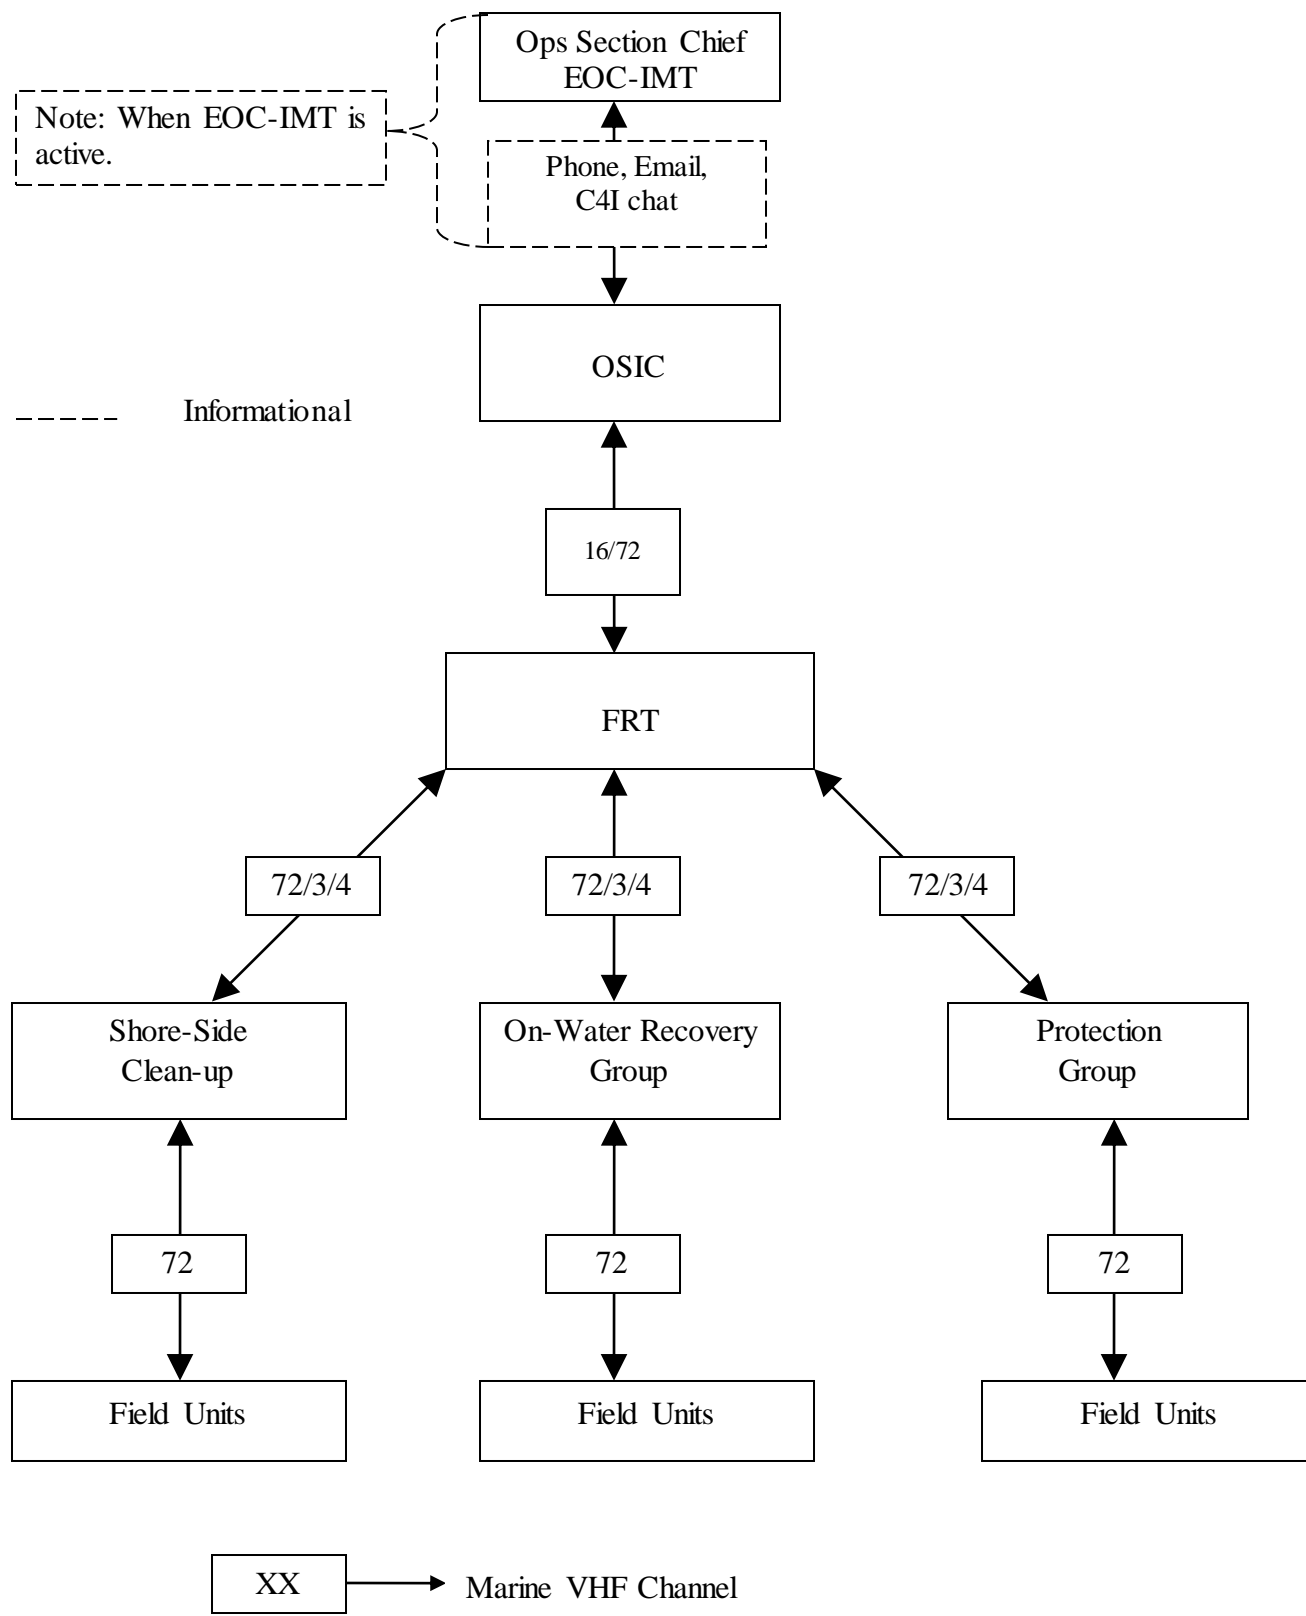 Ops Section Chief
EOC-IMT
Note: When EOC-IMT is
active.
Phone, Email,
C4I chat
OSIC
Informational
16/72
FRT
72/3/4
72/3/4
72/3/4
Shore-Side
Clean-up
On-Water Recovery
Group
Protection
Group
72
72
72
Field Units
Field Units
Field Units
XX
Marine VHF Channel